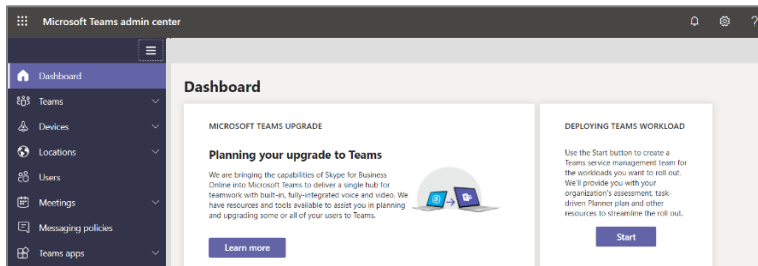 Microsoft Teams admin center
?
Dashboard
Teams
Devices
Locations
Users
Meetings
Messaging policies
Teams apps
Dashboard
MICROSOFT TEAMS UPGRADE
Planning your upgrade to Teams
We are bringing the capabilities of Skype for Business
Online into Microsoft Teams to deliver a single hub for
teamwork with built-in, fully-integrated voice and video. We
have resources and tools available to assist you in planning
and upgrading some or all of your users to Teams.
Learn more
DEPLOYING TEAMS WORKLOAD
Use the Start button to create a
Teams service management team for
the workloads you want to roll out.
We'll provide you with your
organization's assessment, task-
driven Planner plan and other
resources to streamline the roll out.
Start